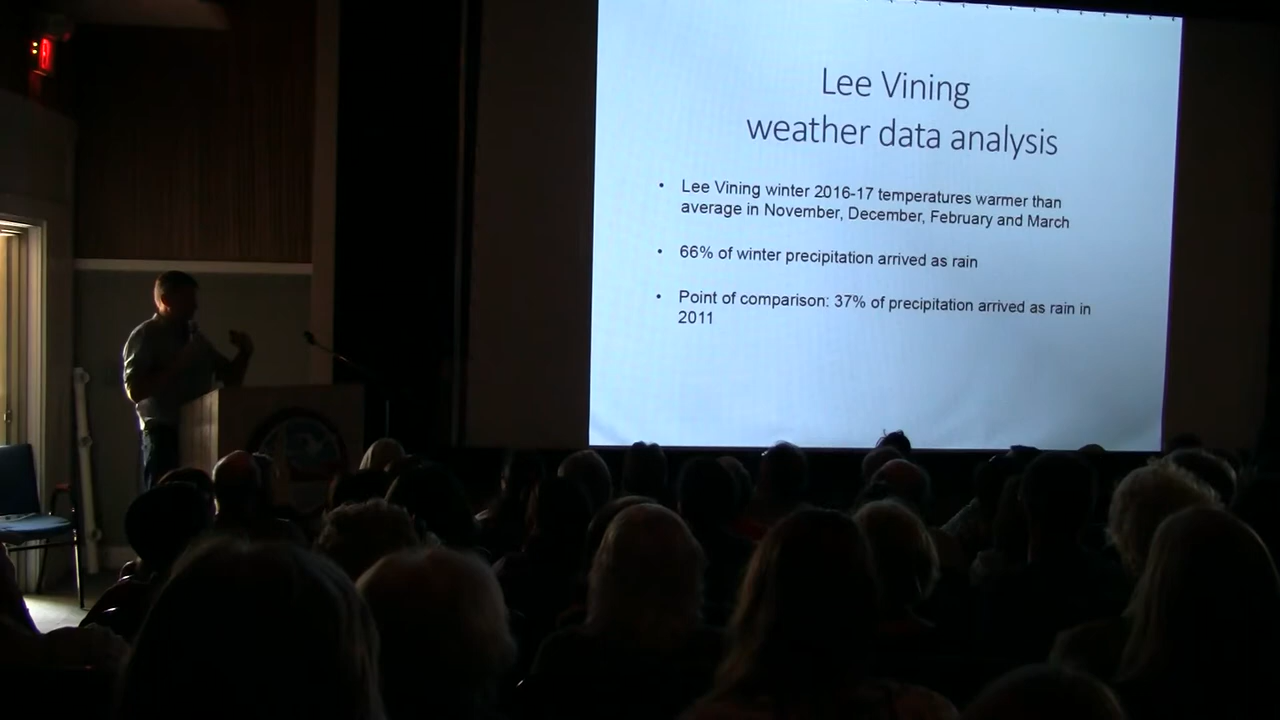 Lee Vining
weather data analysis
• Lee Vining winter 2016-17 temperatures warmer than
average in November, December, February and March
• 66% of winter precipitation arrived as rain
• Point of comparison: 37% of precipitation arrived as rain in
2011